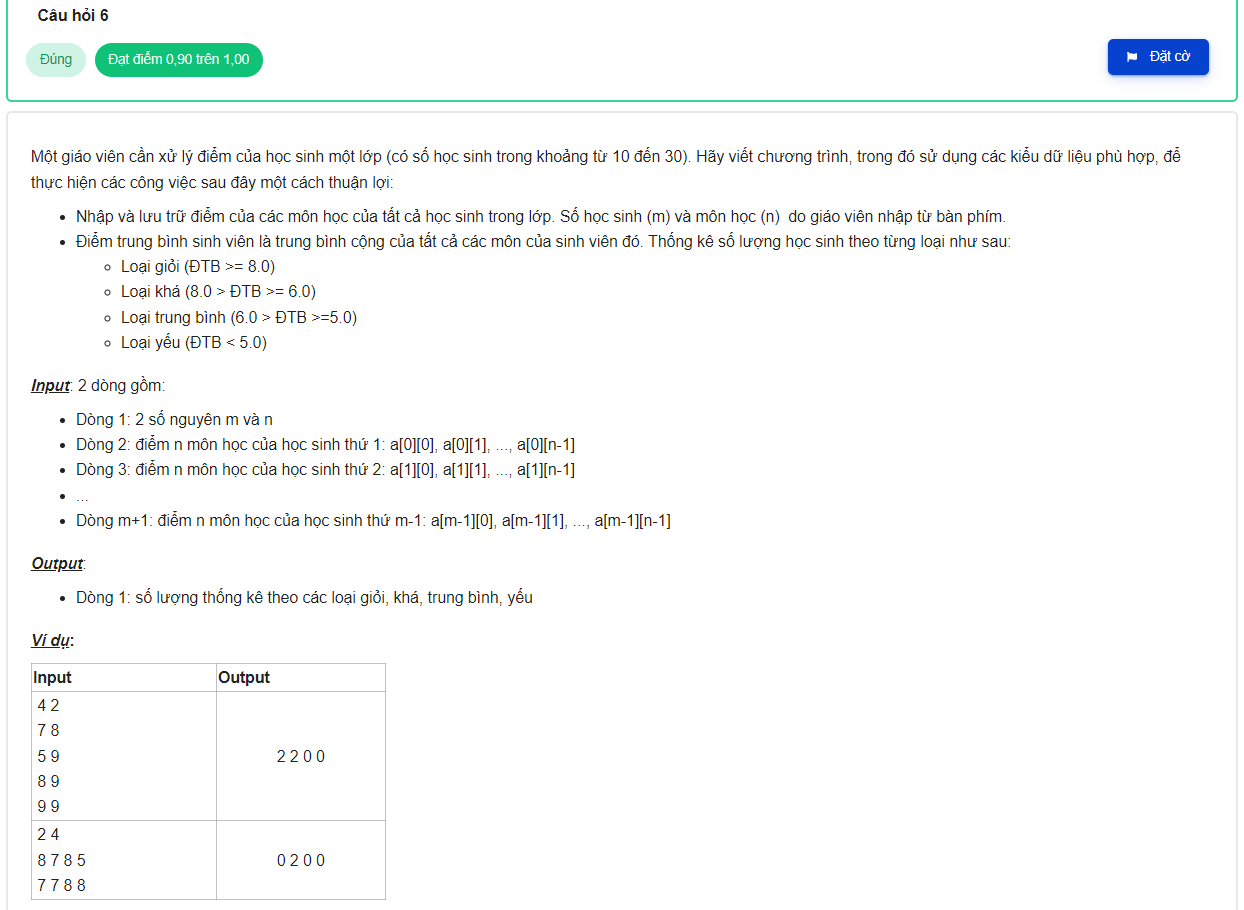 Câu hỏi 6
Đúng
Đạt điểm 0,90 trên 1,00
Đặt cờ
Một giáo viên cần xử lý điểm của học sinh một lớp (có số học sinh trong khoảng từ 10 đến 30). Hãy viết chương trình, trong đó sử dụng các kiểu dữ liệu phù hợp, để
thực hiện các công việc sau đây một cách thuận lợi:
• Nhập và lưu trữ điểm của các môn học của tất cả học sinh trong lớp. Số học sinh (m) và môn học (n) do giáo viên nhập từ bàn phím.
• Điểm trung bình sinh viên là trung bình cộng của tất cả các môn của sinh viên đó. Thống kê số lượng học sinh theo từng loại như sau:
◦ Loại giỏi (ĐTB >= 8.0)
◦ Loại khá (8.0 > ĐTB >= 6.0)
◦ Loại trung bình (6.0 > ĐTB >=5.0)
◦ Loại yếu (ĐTB < 5.0)
Input: 2 dòng gồm:
• Dòng 1: 2 số nguyên m và n
• Dòng 2: điểm n môn học của học sinh thứ 1: a[0][0], a[0][1], ..., a[0][n-1]
• Dòng 3: điểm n môn học của học sinh thứ 2: a[1][0], a[1][1], ..., a[1][n-1]
• ...
• Dòng m+1: điểm n môn học của học sinh thứ m-1: a[m-1][0], a[m-1][1], ..., a[m-1][n-1]
Output:
• Dòng 1: số lượng thống kê theo các loại giỏi, khá, trung bình, yếu
Ví dụ:
Input Output
4 2
7 8
5 9
8 9
9 9
2 2 0 0
2 4
8 7 8 5
7 7 8 8
0 2 0 0